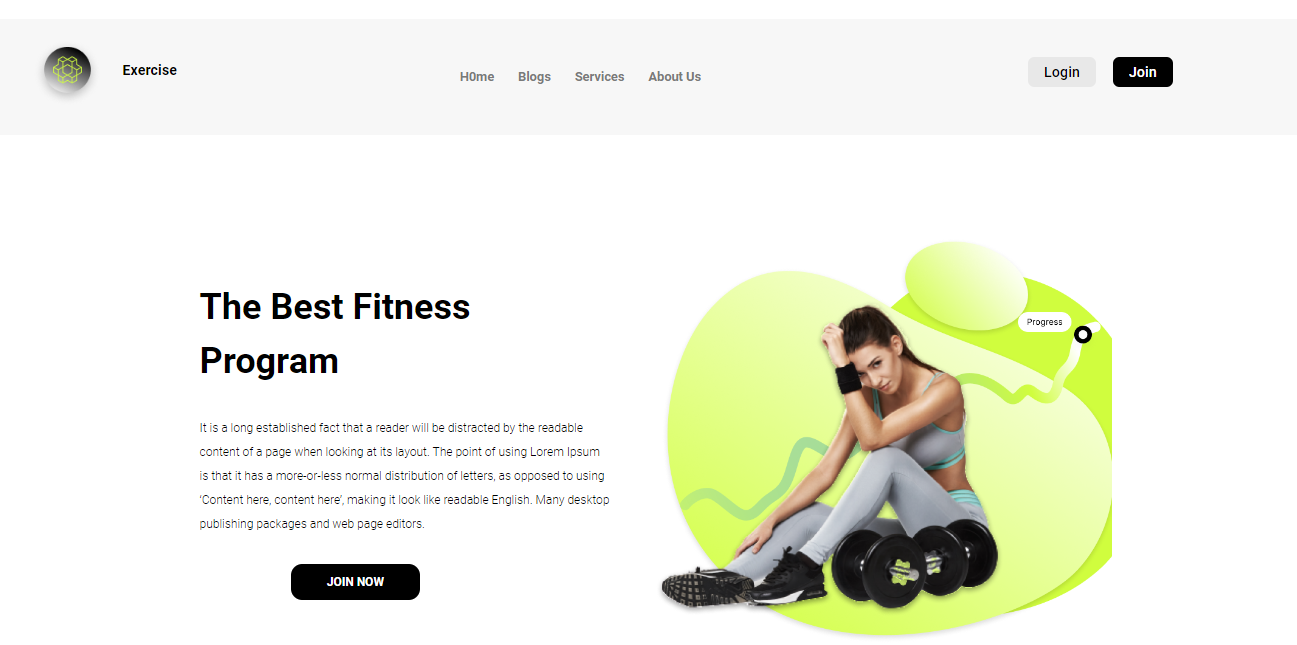 Exercise
H0me Blogs Services About Us
Login Join
The Best Fitness
Program
Progress
It is a long established fact that a reader will be distracted by the readable
content of a page when looking at its layout. The point of using Lorem Ipsum
is that it has a more-or-less normal distribution of letters, as opposed to using
‘Content here, content here’, making it look like readable English. Many desktop
publishing packages and web page editors.
JOIN NOW